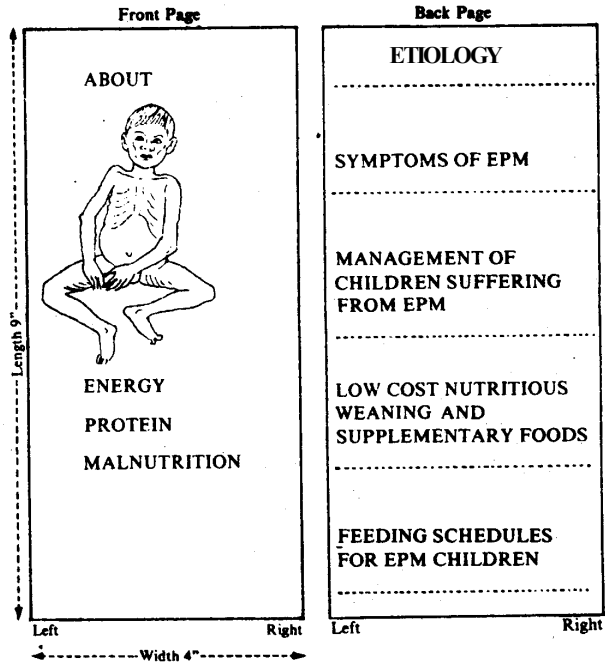 Front Page
ABOUT
ENERGY
PROTEIN
MALNUTRITION
Length 9"
Left Right
Width 4"
Back Page
ETIOLOGY
SYMPTOMS OF EPM
MANAGEMENT OF
CHILDREN SUFFERING
FROM EPM
LOW COST NUTRITIOUS
WEANING AND
SUPPLEMENTARY FOODS
FEEDING SCHEDULES
FOR EPM CHILDREN
Left Right